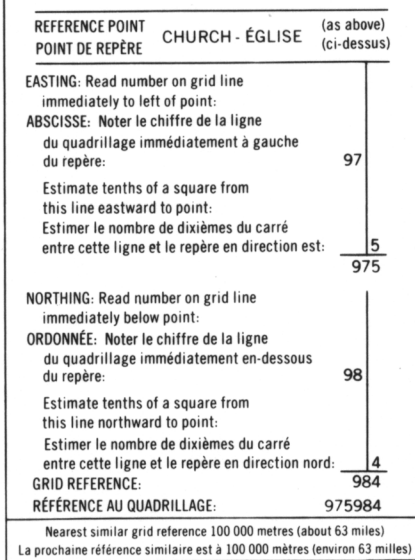 REFERENCE POINT CHURCH - ÉGLISE (as above)
POINT DE REPÈRE (ci-dessus)
EASTING: Read number on grid line
immediately to left of point:
ABSCISSE: Noter le chiffre de la ligne
du quadrillage immédiatement à gauche
du repère: 97
Estimate tenths of a square from
this line eastward to point:
Estimer le nombre de dixièmes du carré
entre cette ligne et le repère en direction est: 5
975
NORTHING: Read number on grid line
immediately below point:
ORDONNÉE: Noter le chiffre de la ligne
du quadrillage immédiatement en-dessous
du repère: 98
Estimate tenths of a square from
this line northward to point:
Estimer le nombre de dixièmes du carré
entre cette ligne et le repère en direction nord: 4
GRID REFERENCE: 984
RÉFÉRENCE AU QUADRILLAGE: 975984
Nearest similar grid reference 100 000 metres (about 63 miles)
La prochaine référence similaire est à 100 000 mètres (environ 63 milles)